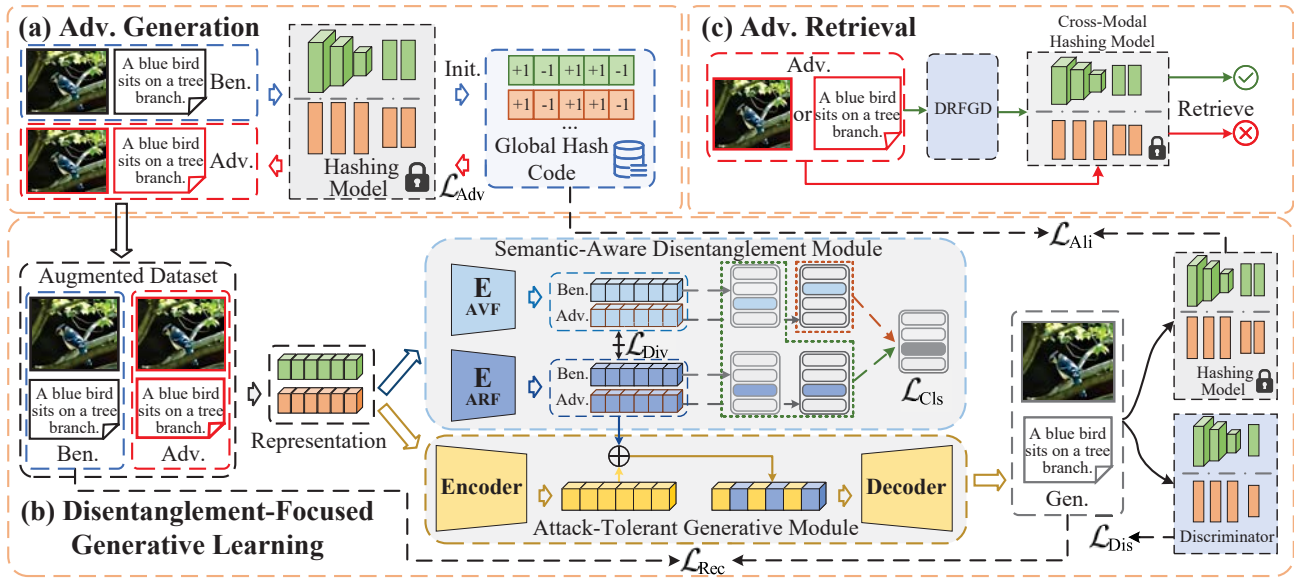 (a) Adv. Generation
A blue bird
sits on a tree
branch.
Ben.
A blue bird
sits on a tree
branch.
Adv.
Hashing
Model
Init.
ℒAdv
+1 -1 +1 +1 -1
+1 -1 +1 +1 -1
...
Global Hash
Code
(c) Adv. Retrieval
Adv.
or
A blue bird
sits on a tree
branch.
DRFGD
Cross-Modal
Hashing Model
Retrieve
Augmented Dataset
A blue bird
sits on a tree
branch.
Ben.
A blue bird
sits on a tree
branch.
Adv.
Representation
Semantic-Aware Disentanglement Module
E
AVF
Ben.
Adv.
ℒDiv
E
ARF
Ben.
Adv.
ℒCls
Encoder
Attack-Tolerant Generative Module
Decoder
A blue bird
sits on a tree
branch.
Gen.
ℒAli
Hashing
Model
Discriminator
ℒDis
ℒRec
(b) Disentanglement-Focused
Generative Learning